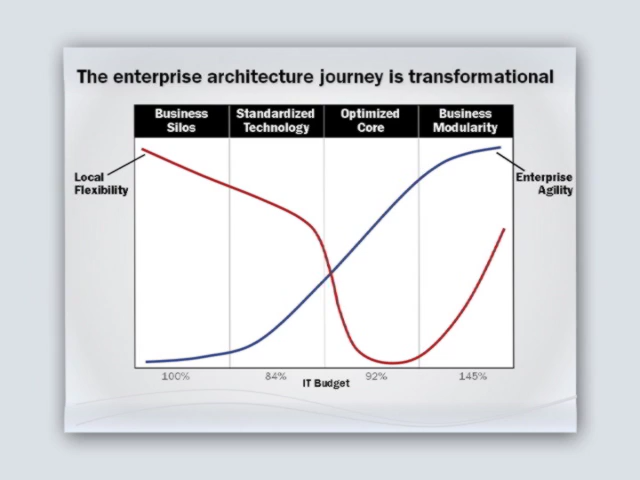 The enterprise architecture journey is transformational
Business Silos
Standardized Technology
Optimized Core
Business Modularity
Local
Flexibility
Enterprise
Agility
100%
84%
92%
145%
IT Budget